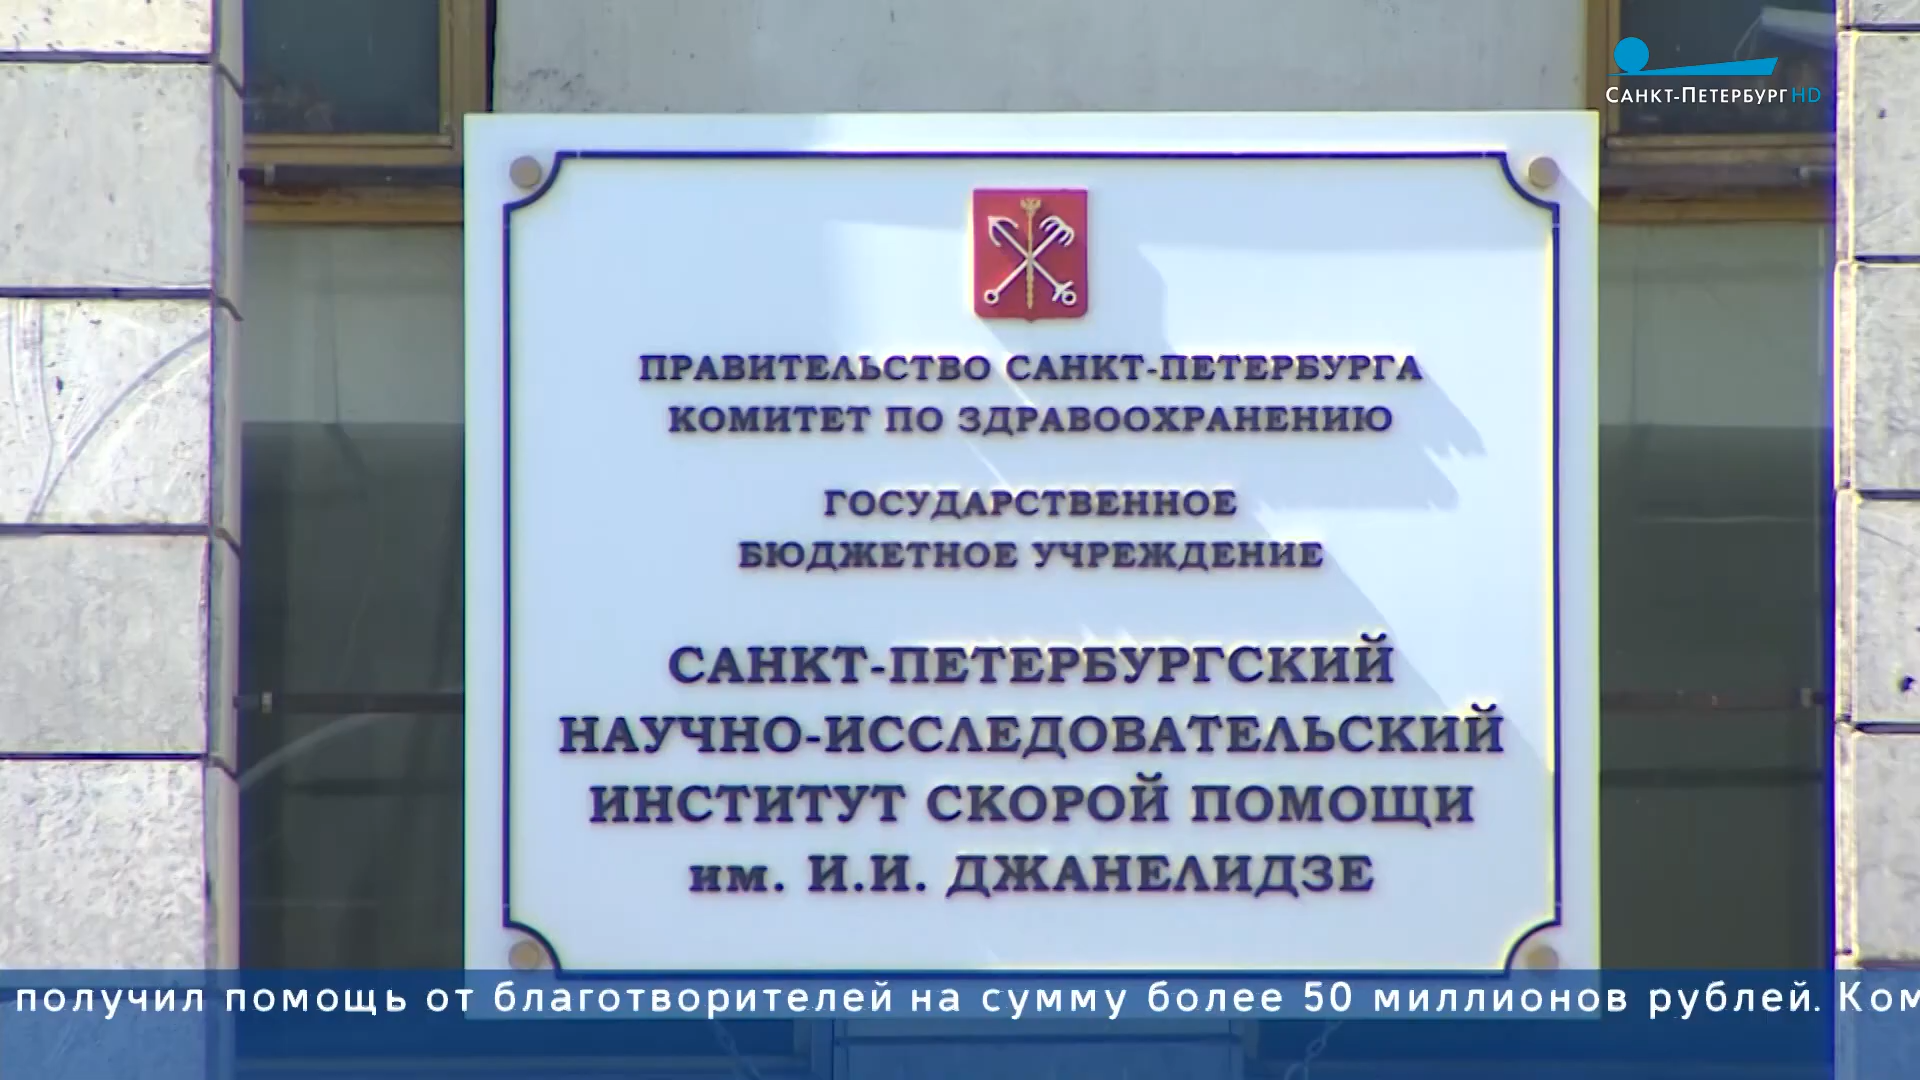 САНКТ-ПЕТЕРБУРГ HD
ПРАВИТЕЛЬСТВО САНКТ-ПЕТЕРБУРГА
КОМИТЕТ ПО ЗДРАВООХРАНЕНИЮ
ГОСУДАРСТВЕННОЕ
БЮДЖЕТНОЕ УЧРЕЖДЕНИЕ
САНКТ-ПЕТЕРБУРГСКИЙ
НАУЧНО-ИССЛЕДОВАТЕЛЬСКИЙ
ИНСТИТУТ СКОРОЙ ПОМОЩИ
им. И.И. ДЖАНЕЛИДЗЕ
получил помощь от благотворителей на сумму более 50 миллионов рублей. Ком